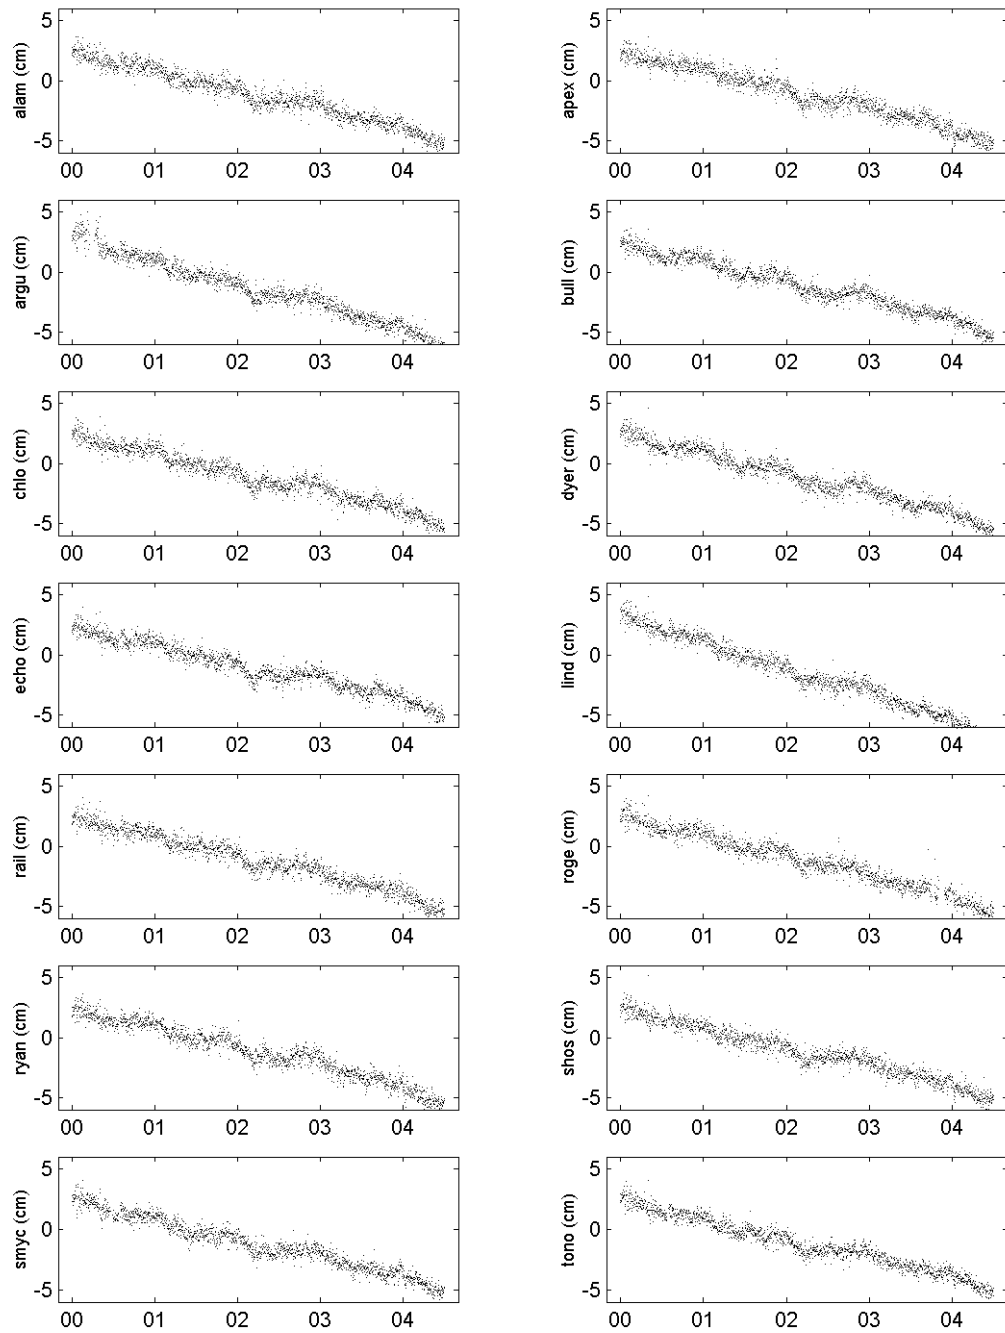 5
0
-5
alam (cm)
00 01 02 03 04
5
0
-5
apex (cm)
00 01 02 03 04
5
0
-5
argu (cm)
00 01 02 03 04
5
0
-5
bull (cm)
00 01 02 03 04
5
0
-5
chlo (cm)
00 01 02 03 04
5
0
-5
dyer (cm)
00 01 02 03 04
5
0
-5
echo (cm)
00 01 02 03 04
5
0
-5
lind (cm)
00 01 02 03 04
5
0
-5
rail (cm)
00 01 02 03 04
5
0
-5
roge (cm)
00 01 02 03 04
5
0
-5
ryan (cm)
00 01 02 03 04
5
0
-5
shos (cm)
00 01 02 03 04
5
0
-5
smyc (cm)
00 01 02 03 04
5
0
-5
tono (cm)
00 01 02 03 04